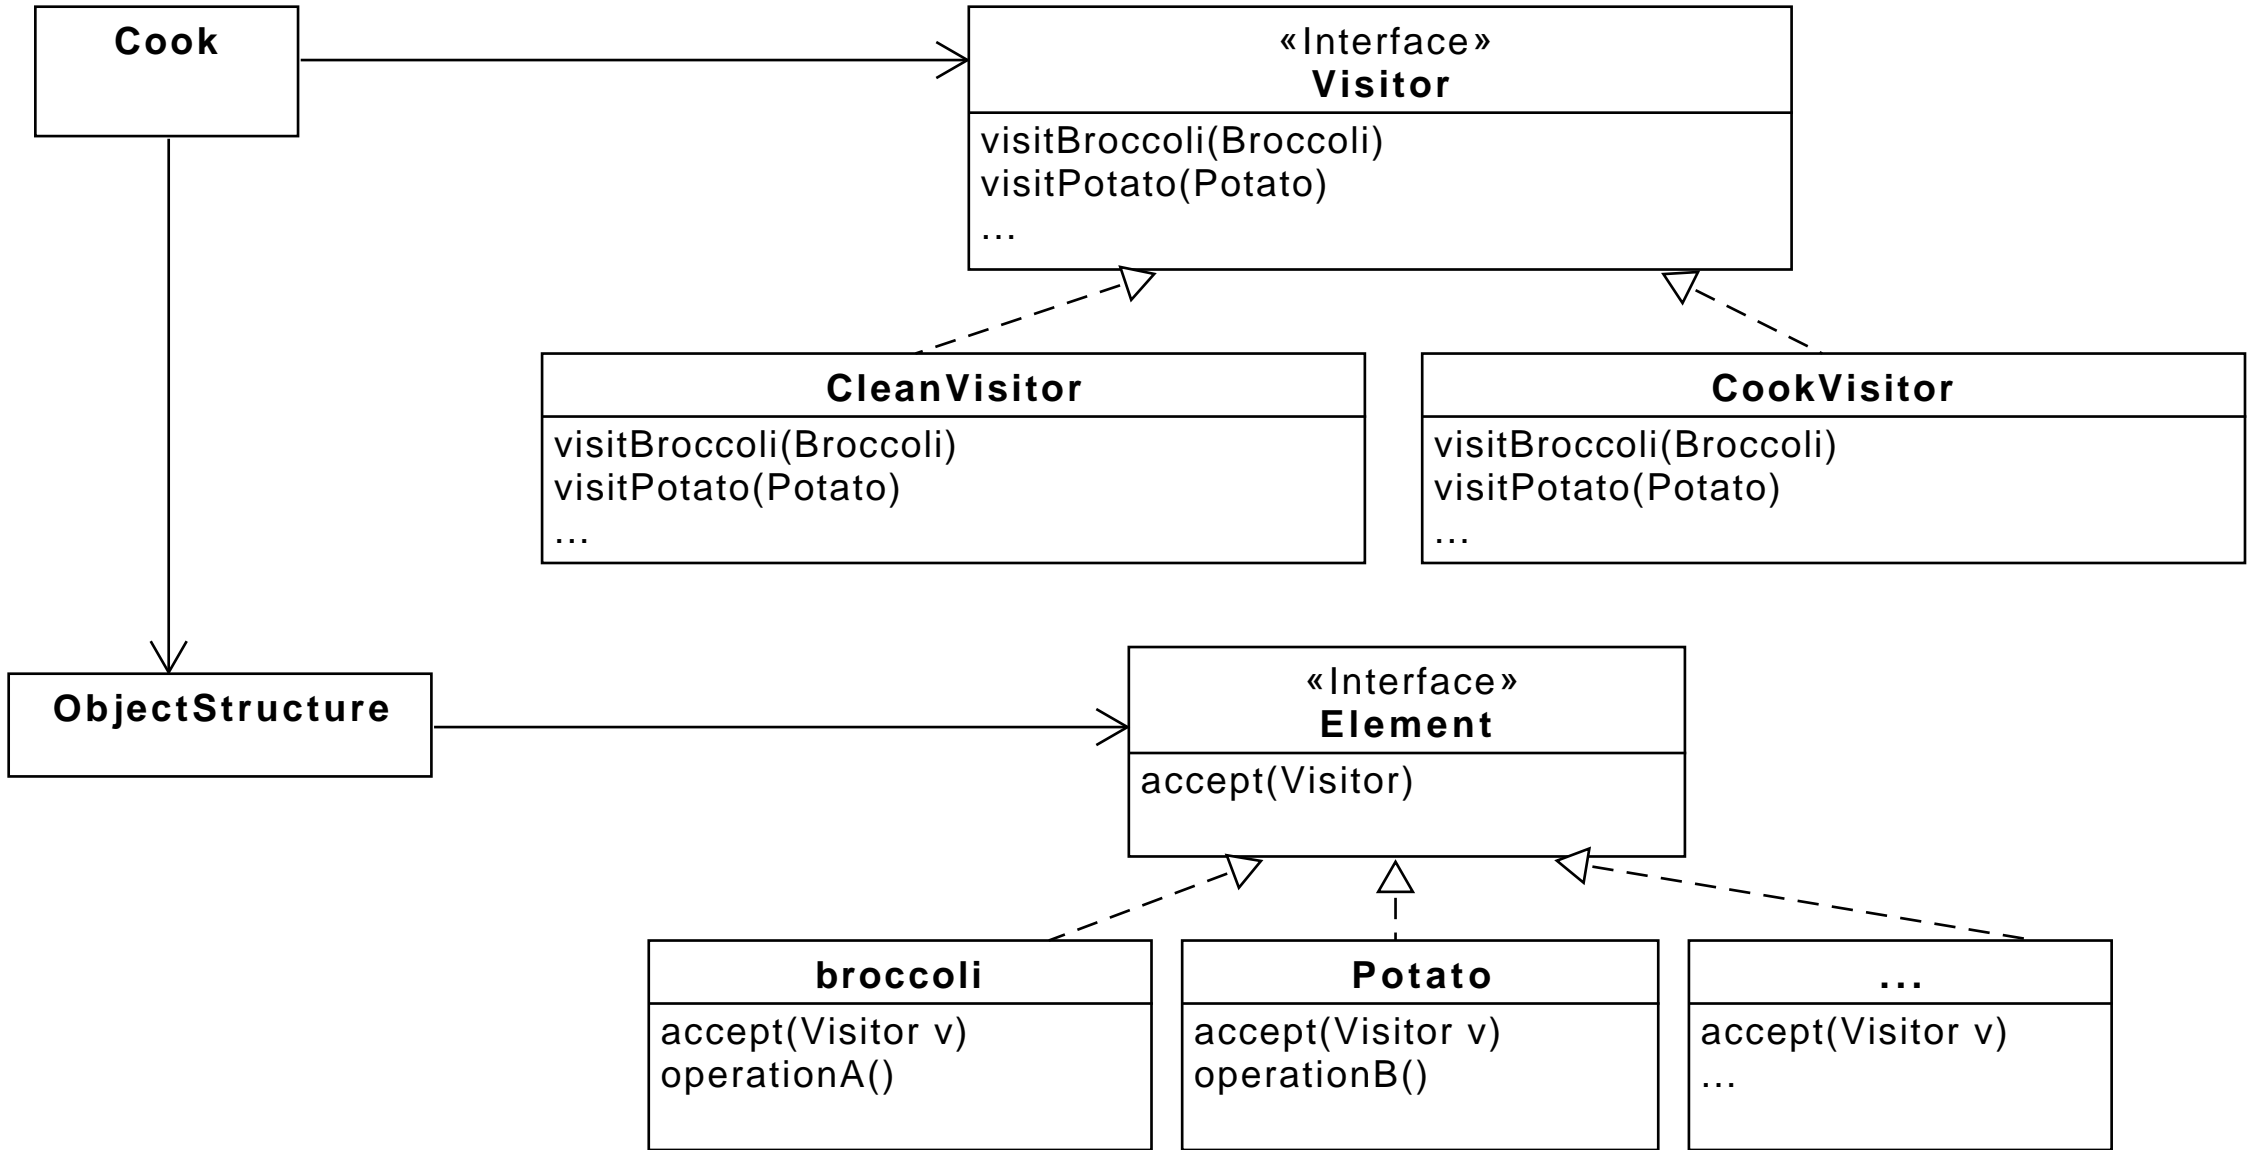 Cook
«Interface»
Visitor
visitBroccoli(Broccoli)
visitPotato(Potato)
...
CleanVisitor
visitBroccoli(Broccoli)
visitPotato(Potato)
...
CookVisitor
visitBroccoli(Broccoli)
visitPotato(Potato)
...
ObjectStructure
«Interface»
Element
accept(Visitor)
broccoli
accept(Visitor v)
operationA()
Potato
accept(Visitor v)
operationB()
...
accept(Visitor v)
...